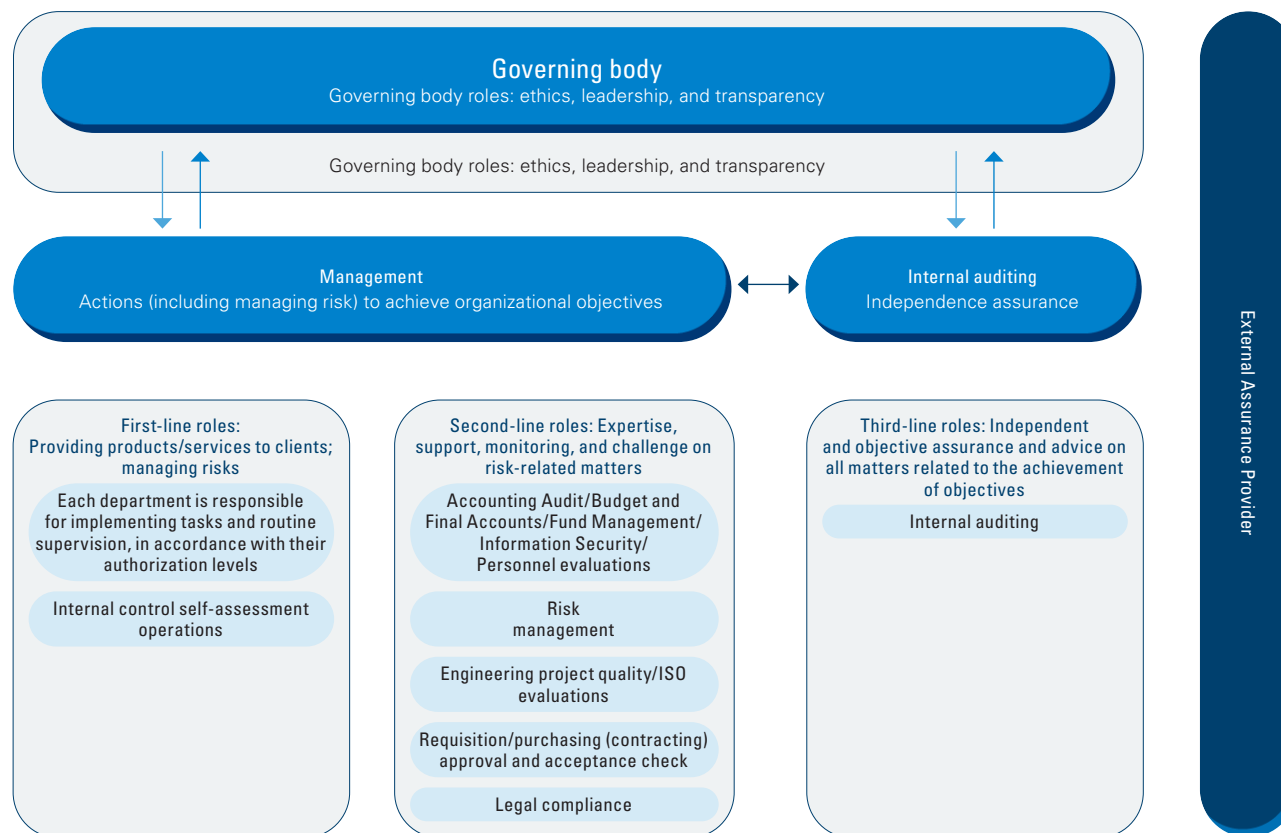 Governing body
Governing body roles: ethics, leadership, and transparency
Governing body roles: ethics, leadership, and transparency
Management
Actions (including managing risk) to achieve organizational objectives
Internal auditing
Independence assurance
First-line roles:
Providing products/services to clients;
managing risks
Each department is responsible
for implementing tasks and routine
supervision, in accordance with their
authorization levels
Internal control self-assessment
operations
Second-line roles: Expertise,
support, monitoring, and challenge on
risk-related matters
Accounting Audit/Budget and
Final Accounts/Fund Management/
Information Security/
Personnel evaluations
Risk
management
Engineering project quality/ISO
evaluations
Requisition/purchasing (contracting)
approval and acceptance check
Legal compliance
Third-line roles: Independent
and objective assurance and advice on
all matters related to the achievement
of objectives
Internal auditing
External Assurance Provider